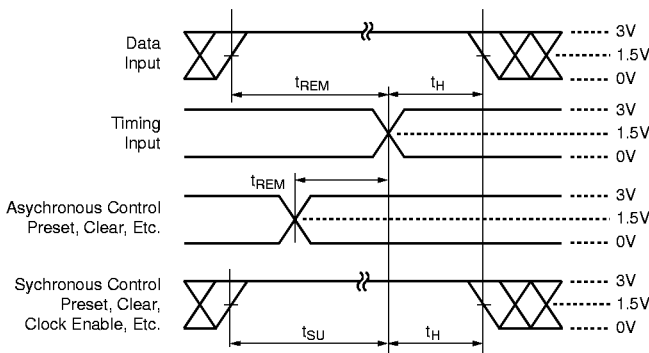 Data
Input
3V
1.5V
0V
tREM
tH
Timing
Input
3V
1.5V
0V
tREM
Asychronous Control
Preset, Clear, Etc.
3V
1.5V
0V
Sychronous Control
Preset, Clear,
Clock Enable, Etc.
3V
1.5V
0V
tSU
tH